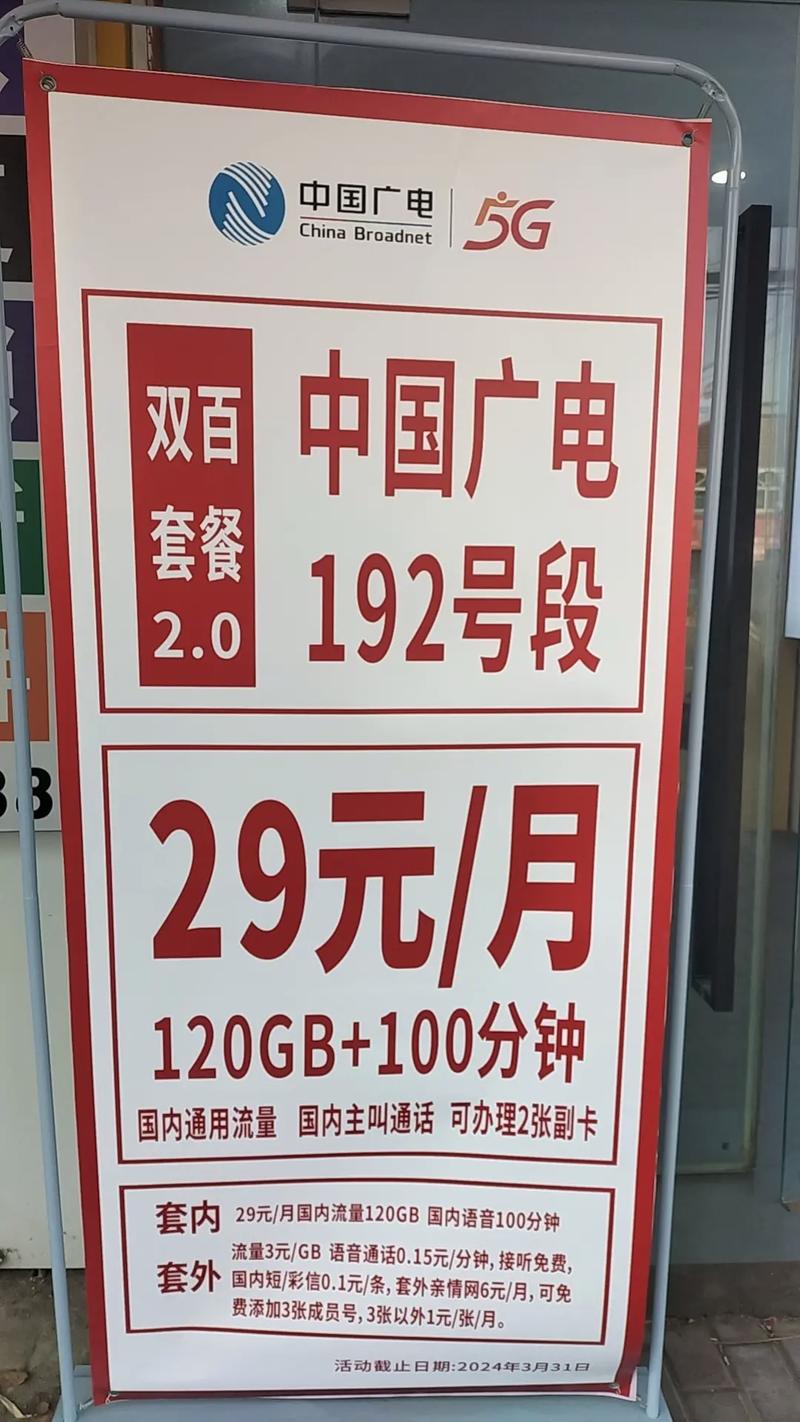 中国广电
China Broadnet
5G
双百
套餐
2.0
中国广电
192号段
29元/月
120GB+100分钟
国内通用流量 国内主叫通话 可办理2张副卡
套内 29元/月国内流量120GB 国内语音100分钟
套外 流量3元/GB 语音通话0.15元/分钟,接听免费,
国内短/彩信0.1元/条,套外亲情网6元/月,可免
费添加3张成员号,3张以外1元/张/月。
活动截止日期:2024年3月31日